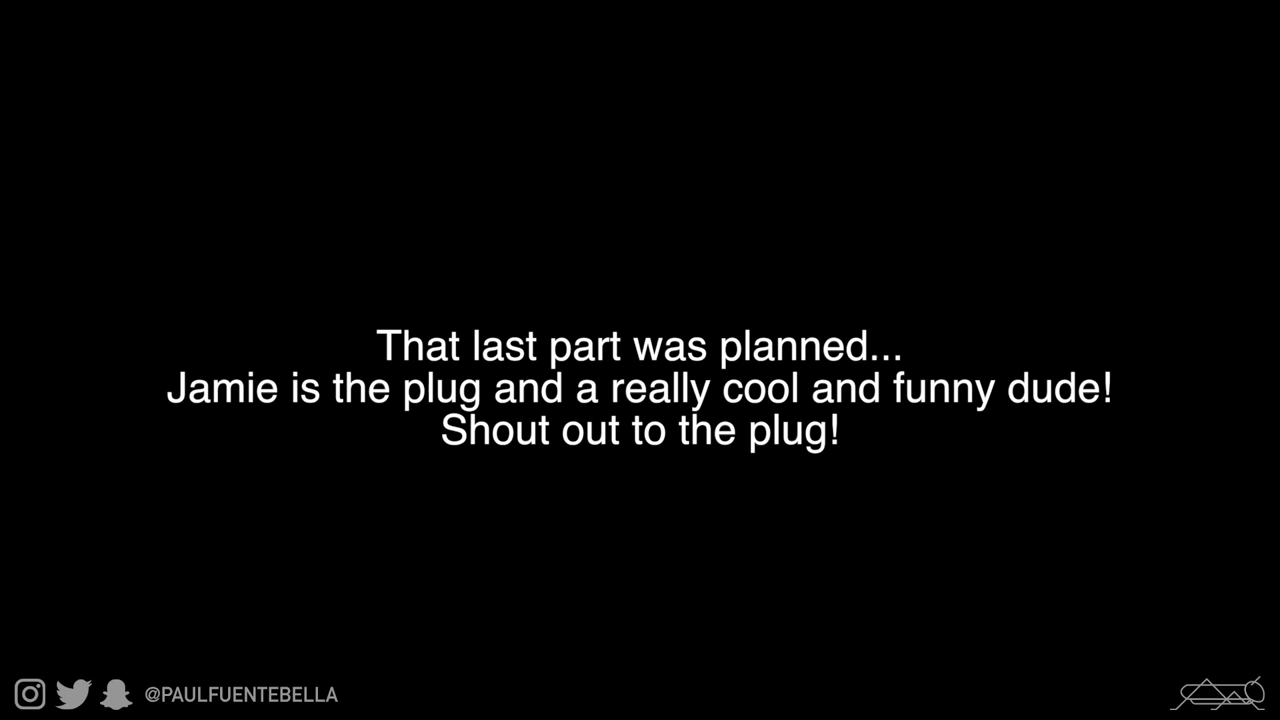 That last part was planned...
Jamie is the plug and a really cool and funny dude!
Shout out to the plug!
@PAULFUENTEBELLA